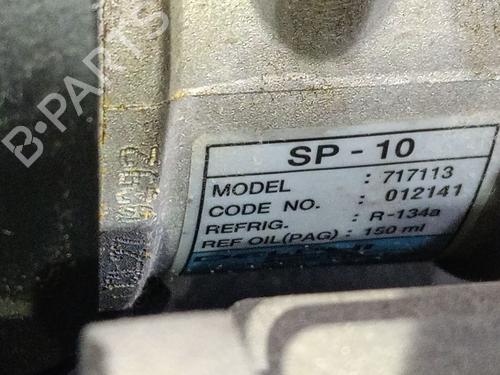 B-PARTS
SP - 10
MODEL : 717113
CODE NO. : 012141
REFRIG. : R-134a
REF OIL(PAG) : 150 ml